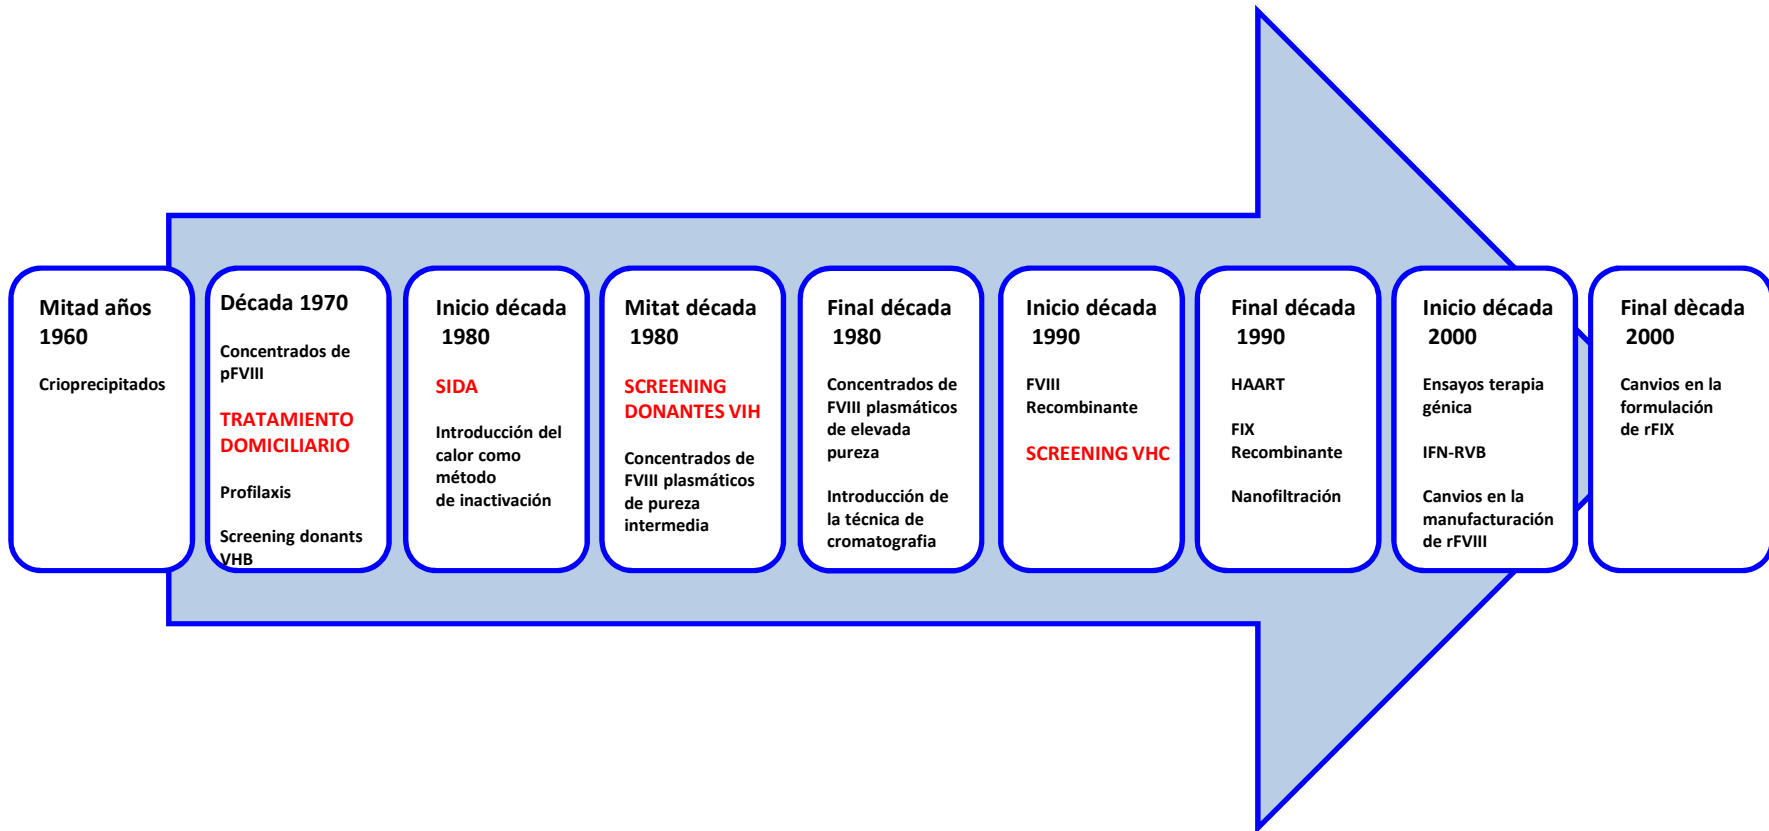 Mitad años
1960
Crioprecipitados
Década 1970
Concentrados de
pFVIII
TRATAMIENTO
DOMICILIARIO
Profilaxis
Screening donants
VHB
Inicio década
1980
SIDA
Introducción del
calor como
método
de inactivación
Mitat década
1980
SCREENING
DONANTES VIH
Concentrados de
FVIII plasmáticos
de pureza
intermedia
Final década
1980
Concentrados de
FVIII plasmáticos
de elevada
pureza
Introducción de
la técnica de
cromatografia
Inicio década
1990
FVIII
Recombinante
SCREENING VHC
Final década
1990
HAART
FIX
Recombinante
Nanofiltración
Inicio década
2000
Ensayos terapia
génica
IFN-RVB
Canvios en la
manufacturación
de rFVIII
Final dècada
2000
Canvios en la
formulación
de rFIX